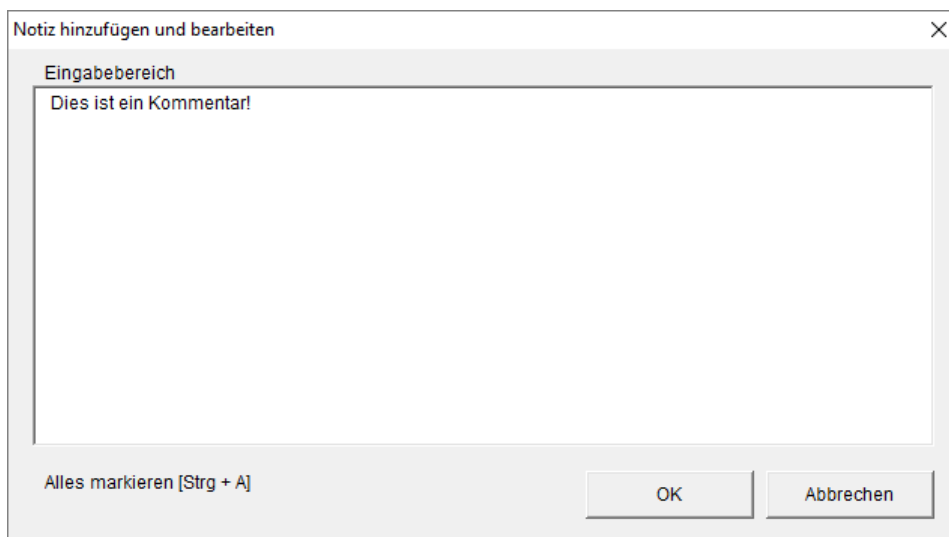 Notiz hinzufügen und bearbeiten
Eingabebereich
Dies ist ein Kommentar!
Alles markieren [Strg + A]
OK
Abbrechen